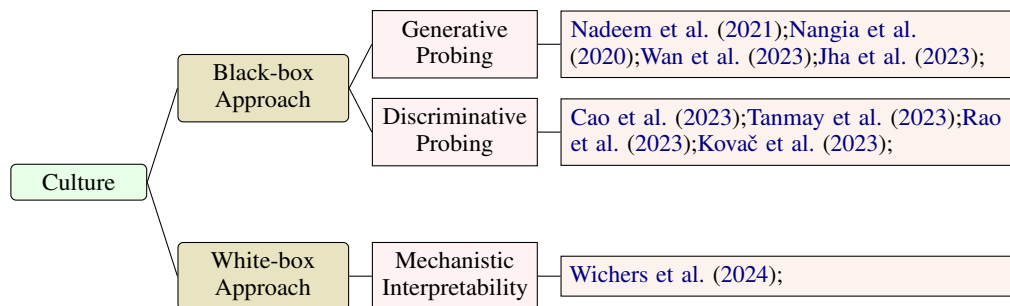 Culture
Black-box
Approach
Generative
Probing
Nadeem et al. (2021);Nangia et al.
(2020);Wan et al. (2023);Jha et al. (2023);
Discriminative
Probing
Cao et al. (2023);Tanmay et al. (2023);Rao
et al. (2023);Kovač et al. (2023);
White-box
Approach
Mechanistic
Interpretability
Wichers et al. (2024);